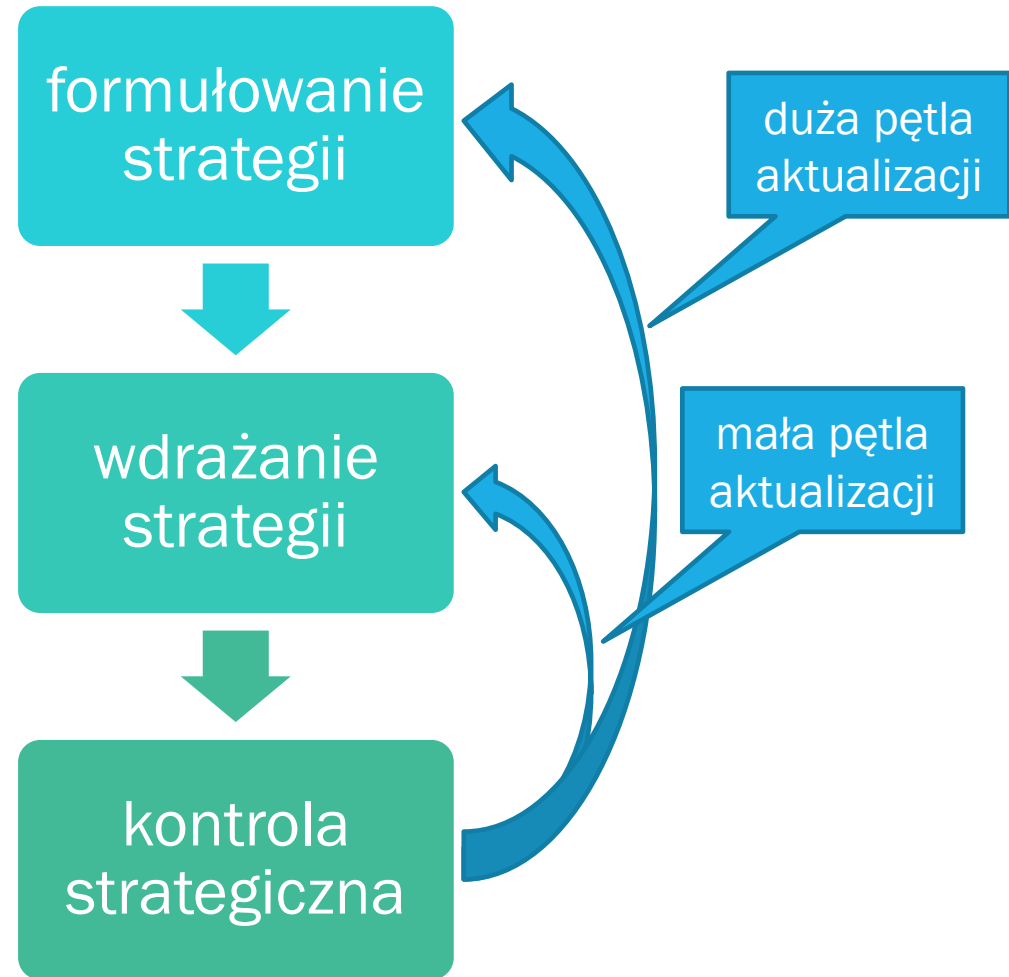 formułowanie
strategii
duża pętla
aktualizacji
wdrażanie
strategii
mała pętla
aktualizacji
kontrola
strategiczna